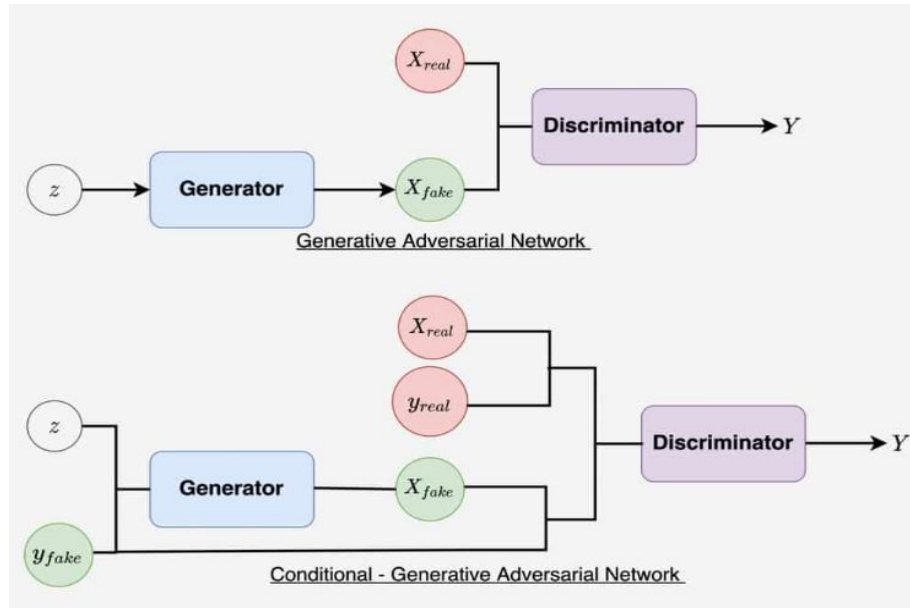 X_real
Discriminator
Y
z
Generator
X_fake
Generative Adversarial Network
X_real
y_real
z
Discriminator
Y
Generator
X_fake
y_fake
Conditional - Generative Adversarial Network